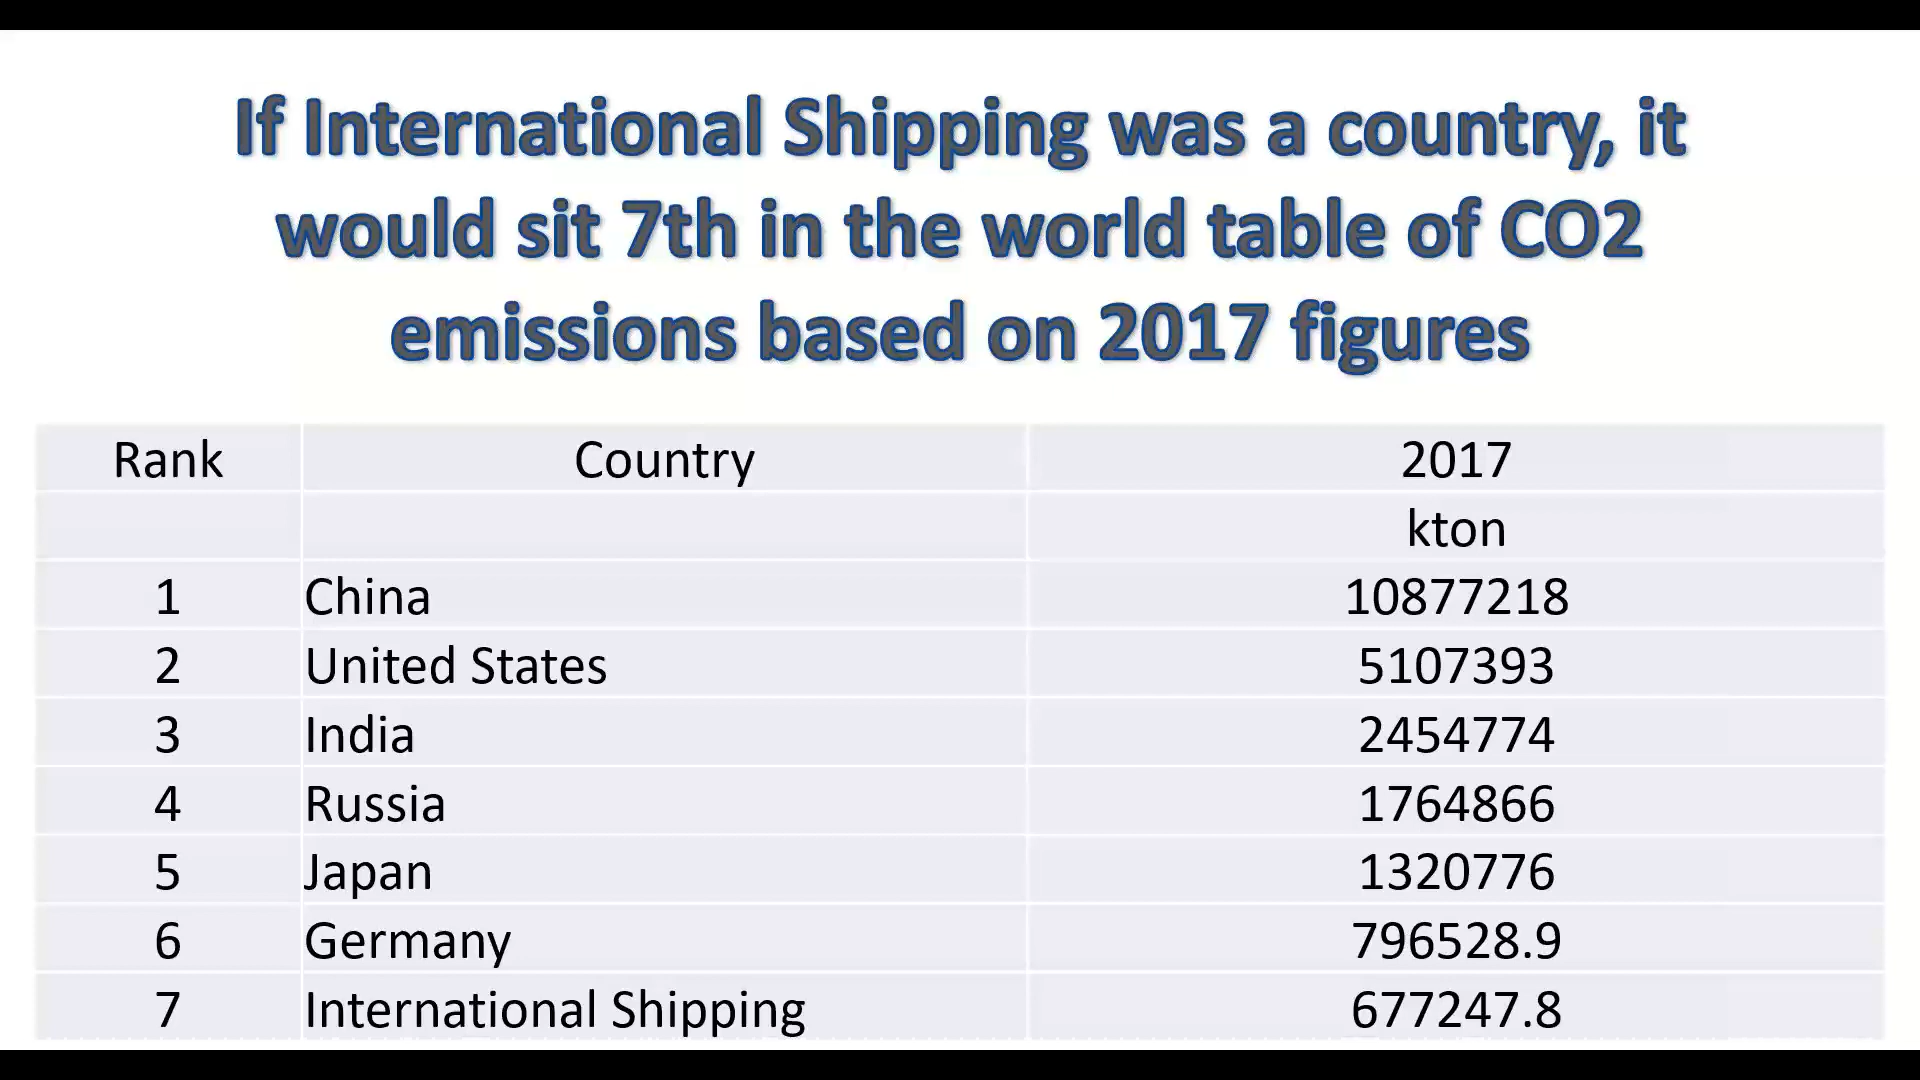 If International Shipping was a country, it
would sit 7th in the world table of CO2
emissions based on 2017 figures
Rank Country 2017
kton
1 China 10877218
2 United States 5107393
3 India 2454774
4 Russia 1764866
5 Japan 1320776
6 Germany 796528.9
7 International Shipping 677247.8